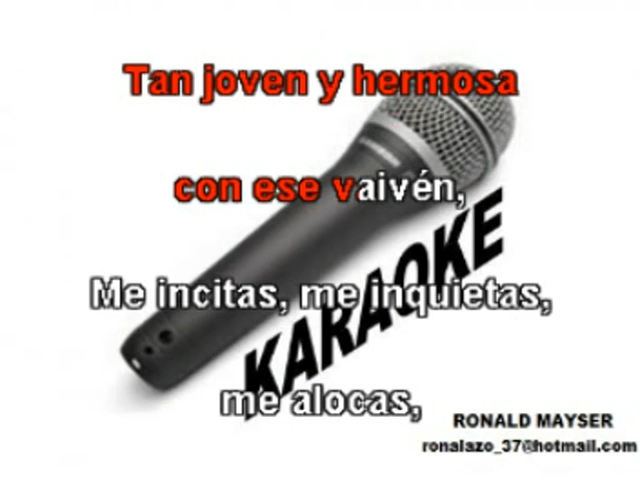 Tan joven y hermosa
con ese vaivén,
Me incitas, me inquietas,
me alocas,
KARAOKE
RONALD MAYSER
ronalazo_37@hotmail.com